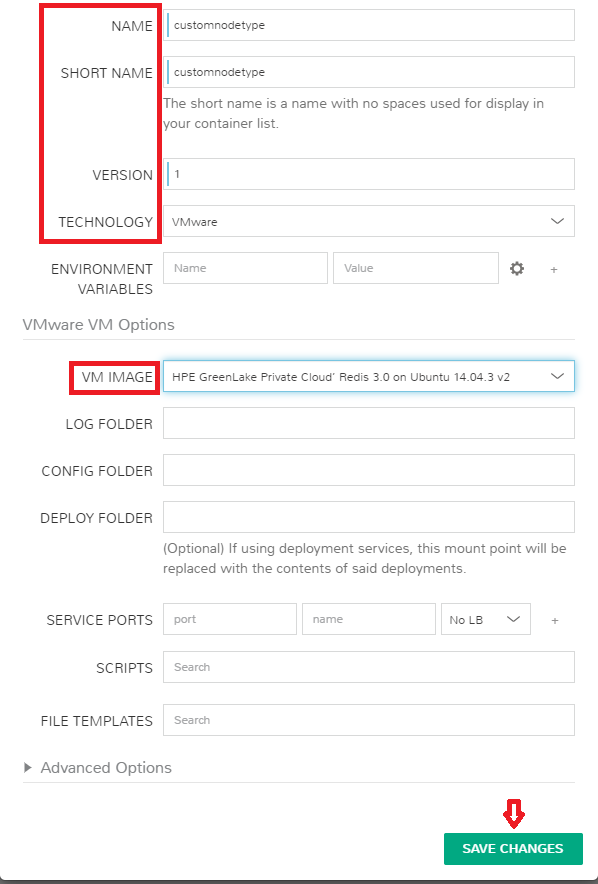 NAME customnodetype
SHORT NAME customnodetype
The short name is a name with no spaces used for display in
your container list.
VERSION 1
TECHNOLOGY VMware
ENVIRONMENT Name Value +
VARIABLES
VMware VM Options
VM IMAGE HPE GreenLake Private Cloud' Redis 3.0 on Ubuntu 14.04.3 v2
LOG FOLDER
CONFIG FOLDER
DEPLOY FOLDER
(Optional) If using deployment services, this mount point will be
replaced with the contents of said deployments.
SERVICE PORTS port name No LB +
SCRIPTS Search
FILE TEMPLATES Search
Advanced Options
SAVE CHANGES